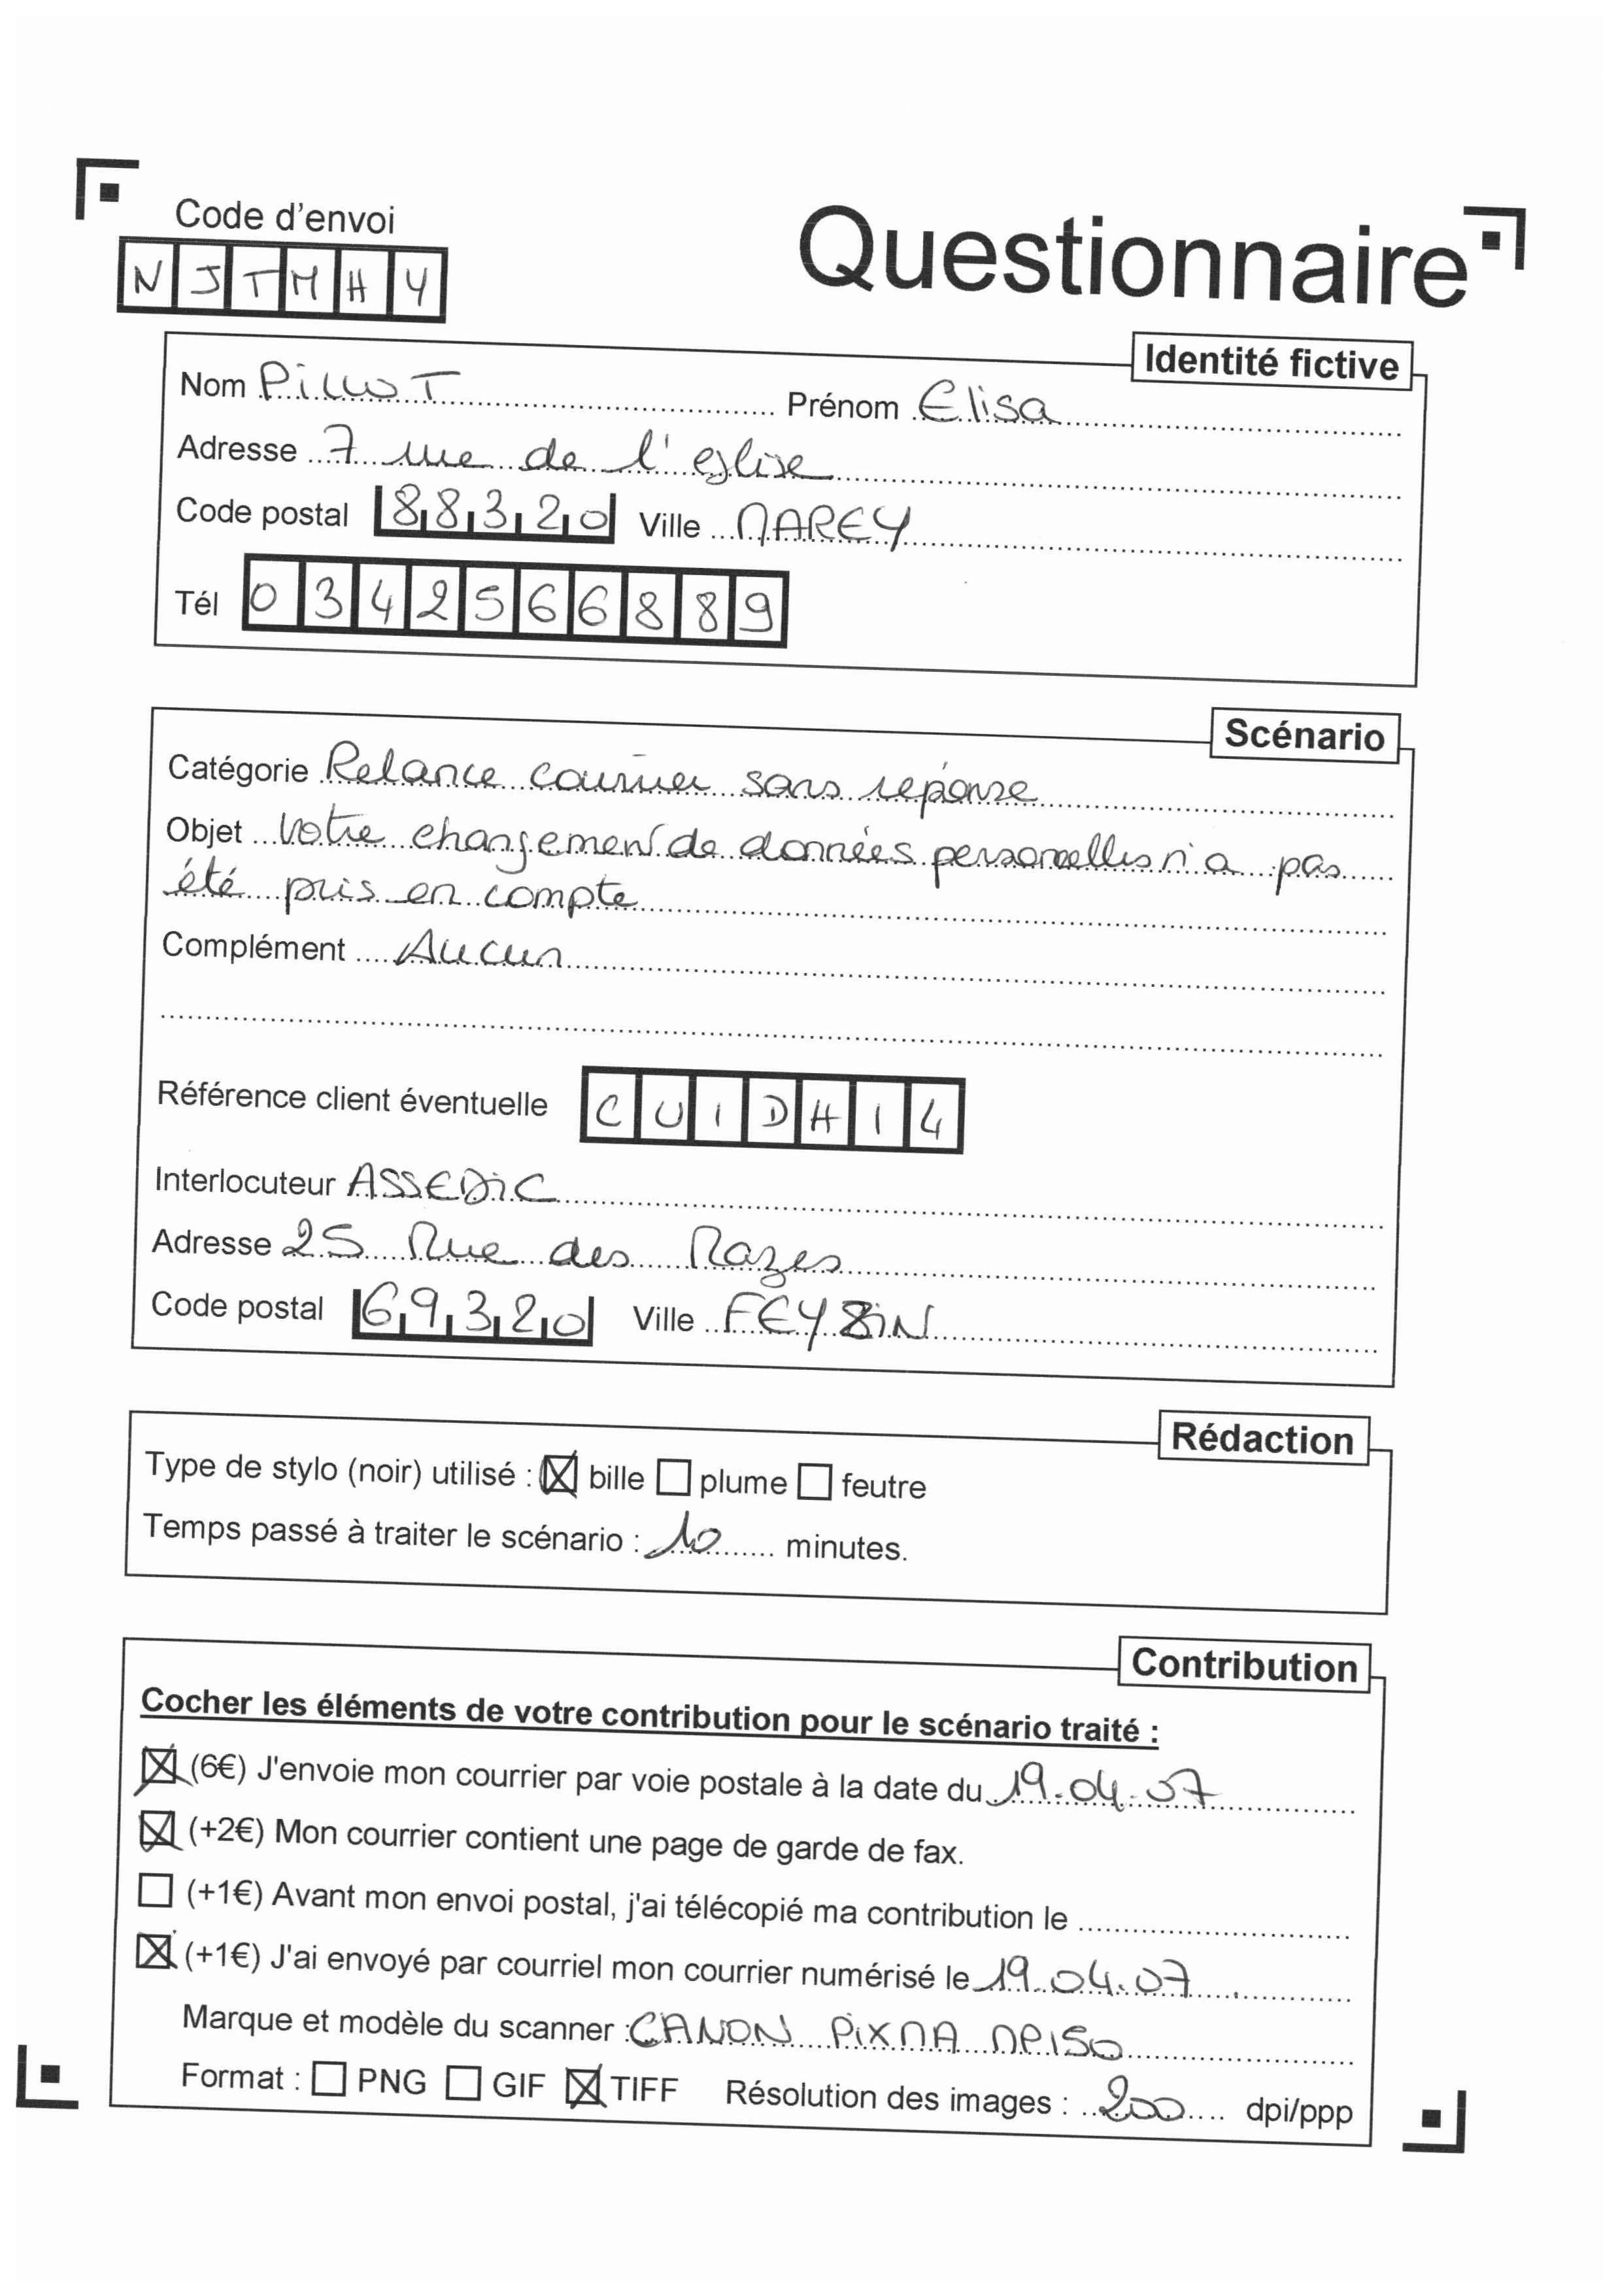 Code d'envoi
NJTMHY
Questionnaire
Identité fictive
Nom PilloT Prénom Elisa
Adresse 7 rue de l'eglise
Code postal 88320 Ville MAREY
Tél 0342566889
Scénario
Catégorie Relance courrier sans reponse
Objet Votre changement de données personnelles n'a pas
été pris en compte
Complément Aucun
Référence client éventuelle CUIDH14
Interlocuteur ASSEDiC
Adresse 25 Rue des Razes
Code postal 69320 Ville FEYZiN
Rédaction
Type de stylo (noir) utilisé : bille plume feutre
Temps passé à traiter le scénario : 10 minutes.
Contribution
Cocher les éléments de votre contribution pour le scénario traité :
(6€) J'envoie mon courrier par voie postale à la date du 19.04.07
(+2€) Mon courrier contient une page de garde de fax.
(+1€) Avant mon envoi postal, j'ai télécopié ma contribution le
(+1€) J'ai envoyé par courriel mon courrier numérisé le 19.04.07
Marque et modèle du scanner : CANON PiXMA MP150
Format : PNG GIF TIFF Résolution des images : 200 dpi/ppp